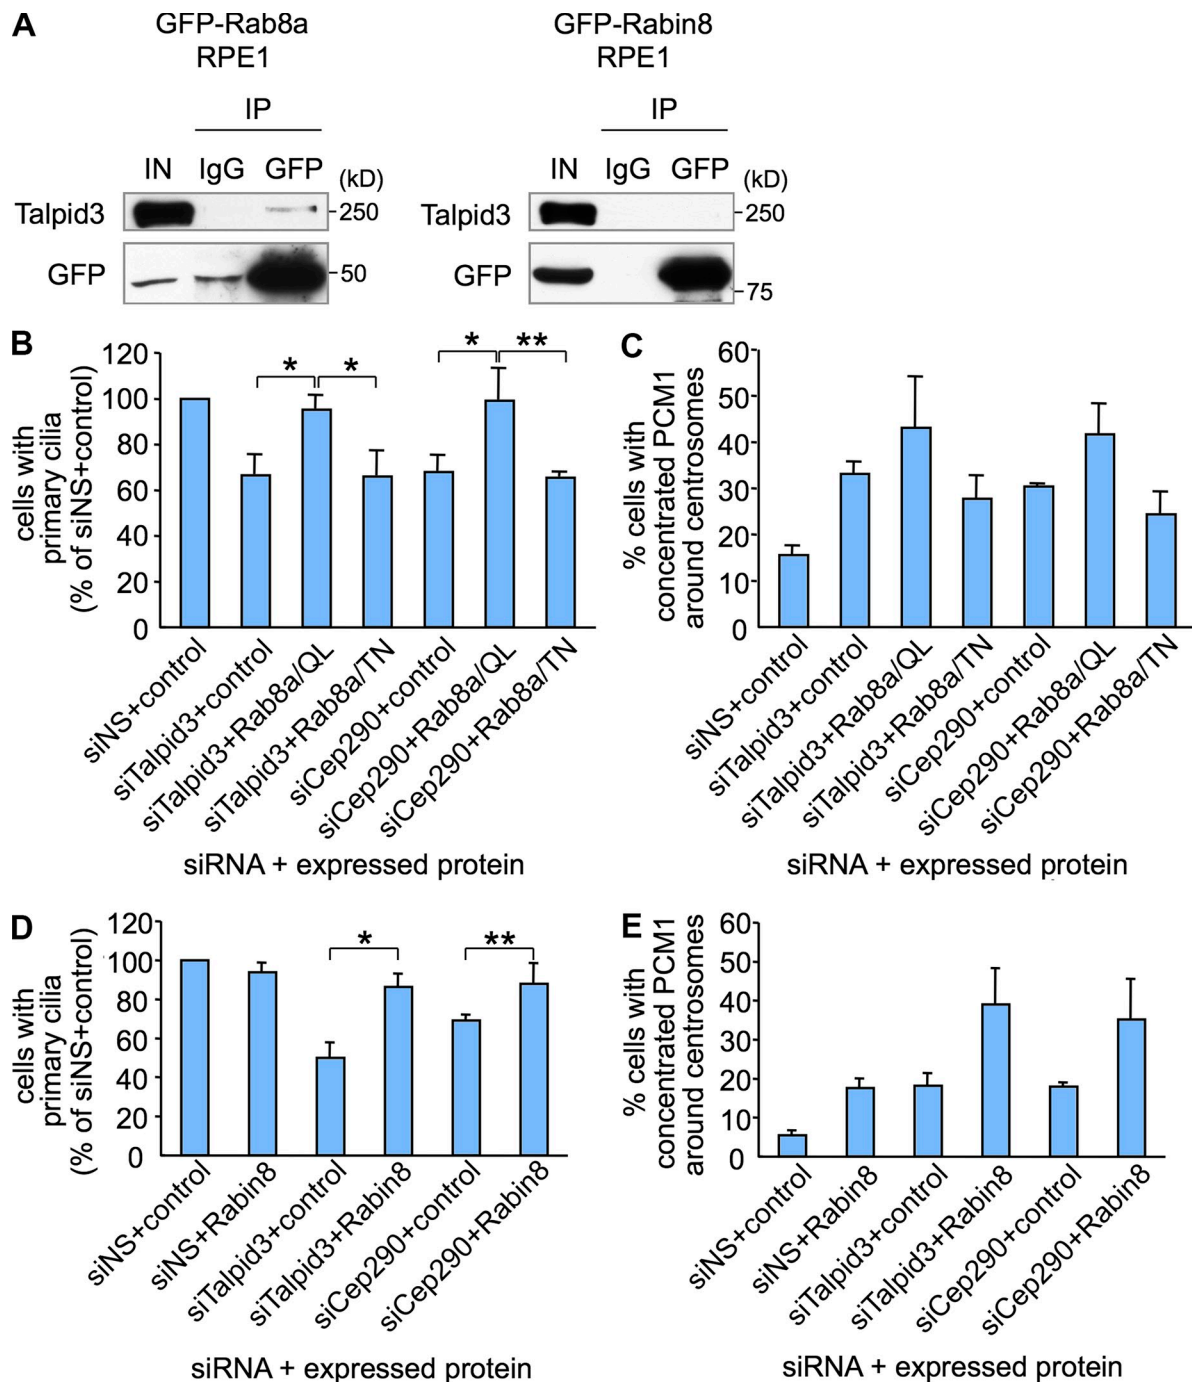 A
GFP-Rab8a
RPE1
IP
IN IgG GFP (kD)
Talpid3 250
GFP 50
GFP-Rabin8
RPE1
IP
IN IgG GFP (kD)
Talpid3 250
GFP 75
B
cells with
primary cilia
(% of siNS+control)
120
100
80
60
40
20
0
* * * **
siNS+control
siTalpid3+control
siTalpid3+Rab8a/QL
siTalpid3+Rab8a/TN
siCep290+control
siCep290+Rab8a/QL
siCep290+Rab8a/TN
siRNA + expressed protein
C
% cells with
concentrated PCM1
around centrosomes
60
50
40
30
20
10
0
siNS+control
siTalpid3+control
siTalpid3+Rab8a/QL
siTalpid3+Rab8a/TN
siCep290+control
siCep290+Rab8a/QL
siCep290+Rab8a/TN
siRNA + expressed protein
D
cells with
primary cilia
(% of siNS+control)
120
100
80
60
40
20
0
* **
siNS+control
siNS+Rabin8
siTalpid3+control
siTalpid3+Rabin8
siCep290+control
siCep290+Rabin8
siRNA + expressed protein
E
% cells with
concentrated PCM1
around centrosomes
60
50
40
30
20
10
0
siNS+control
siNS+Rabin8
siTalpid3+control
siTalpid3+Rabin8
siCep290+control
siCep290+Rabin8
siRNA + expressed protein